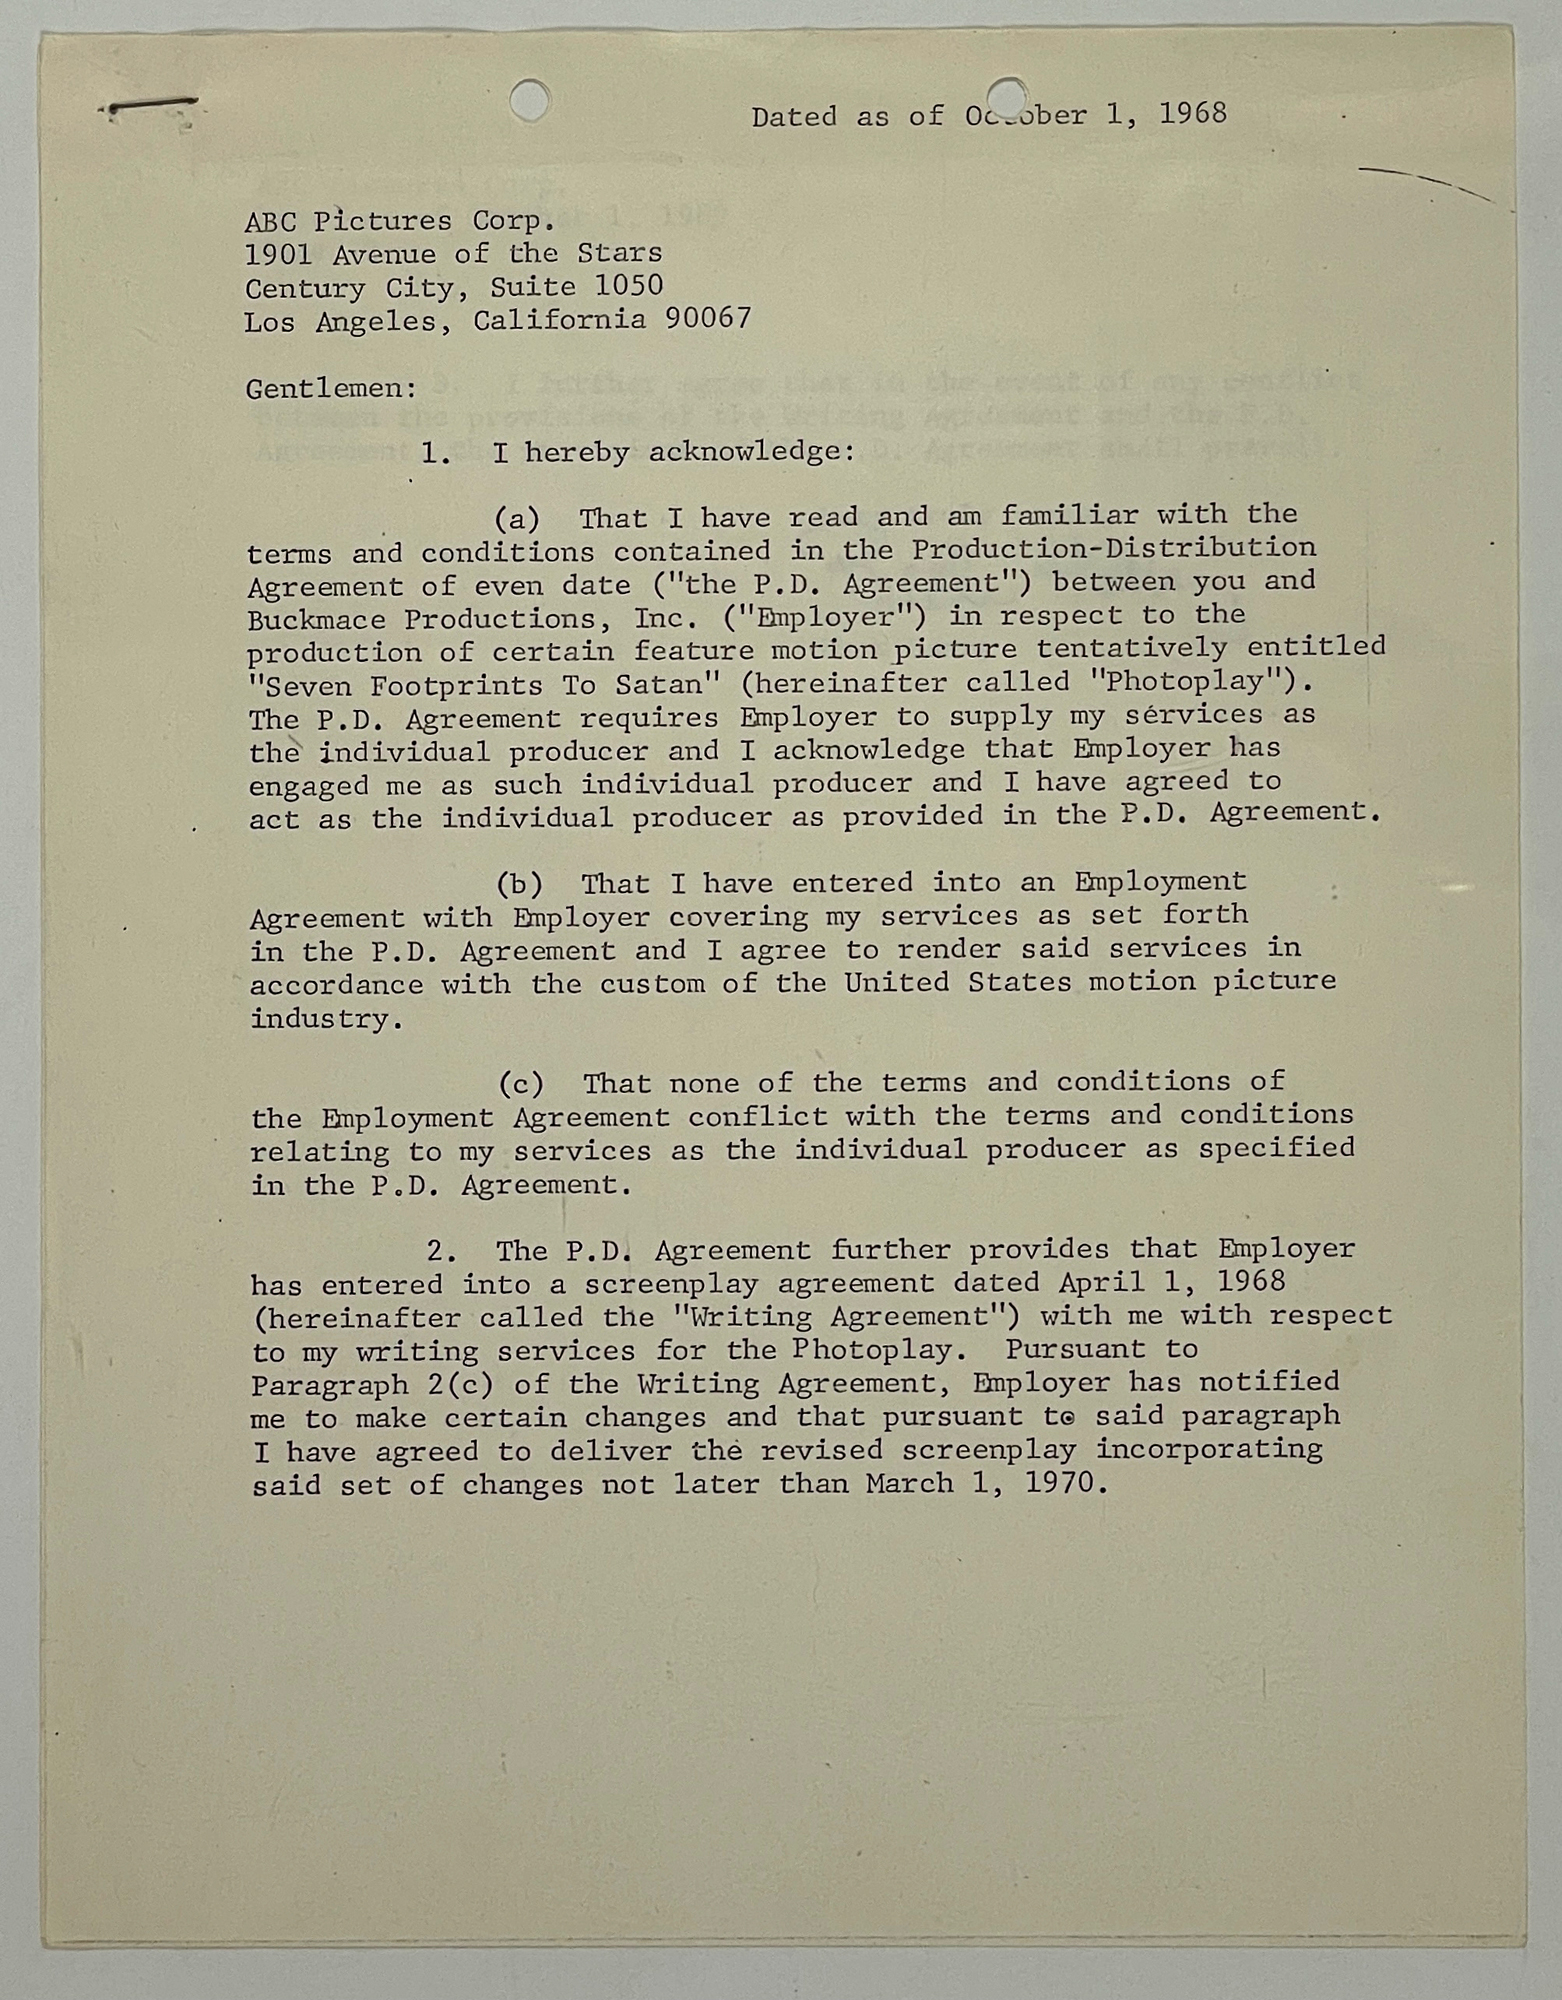 Dated as of October 1, 1968
ABC Pictures Corp.
1901 Avenue of the Stars
Century City, Suite 1050
Los Angeles, California 90067
Gentlemen:
1. I hereby acknowledge:
(a) That I have read and am familiar with the
terms and conditions contained in the Production-Distribution
Agreement of even date ("the P.D. Agreement") between you and
Buckmace Productions, Inc. ("Employer") in respect to the
production of certain feature motion picture tentatively entitled
"Seven Footprints To Satan" (hereinafter called "Photoplay").
The P.D. Agreement requires Employer to supply my services as
the individual producer and I acknowledge that Employer has
engaged me as such individual producer and I have agreed to
act as the individual producer as provided in the P.D. Agreement.
(b) That I have entered into an Employment
Agreement with Employer covering my services as set forth
in the P.D. Agreement and I agree to render said services in
accordance with the custom of the United States motion picture
industry.
(c) That none of the terms and conditions of
the Employment Agreement conflict with the terms and conditions
relating to my services as the individual producer as specified
in the P.D. Agreement.
2. The P.D. Agreement further provides that Employer
has entered into a screenplay agreement dated April 1, 1968
(hereinafter called the "Writing Agreement") with me with respect
to my writing services for the Photoplay. Pursuant to
Paragraph 2(c) of the Writing Agreement, Employer has notified
me to make certain changes and that pursuant to said paragraph
I have agreed to deliver the revised screenplay incorporating
said set of changes not later than March 1, 1970.